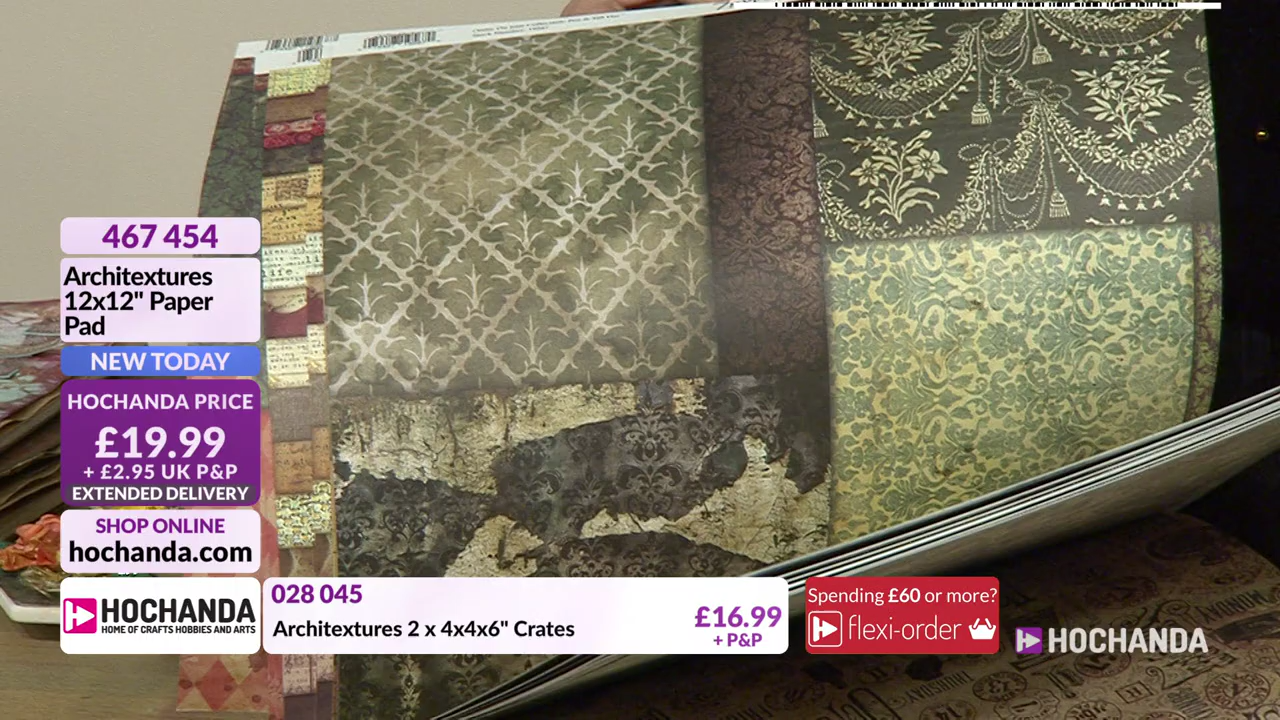 467 454
Architextures
12x12" Paper
Pad
NEW TODAY
HOCHANDA PRICE
£19.99
+ £2.95 UK P&P
EXTENDED DELIVERY
SHOP ONLINE
hochanda.com
HOCHANDA
HOME OF CRAFTS HOBBIES AND ARTS
028 045
Architextures 2 x 4x4x6" Crates
£16.99
+ P&P
Spending £60 or more?
flexi-order
HOCHANDA
life.
THURSDAY